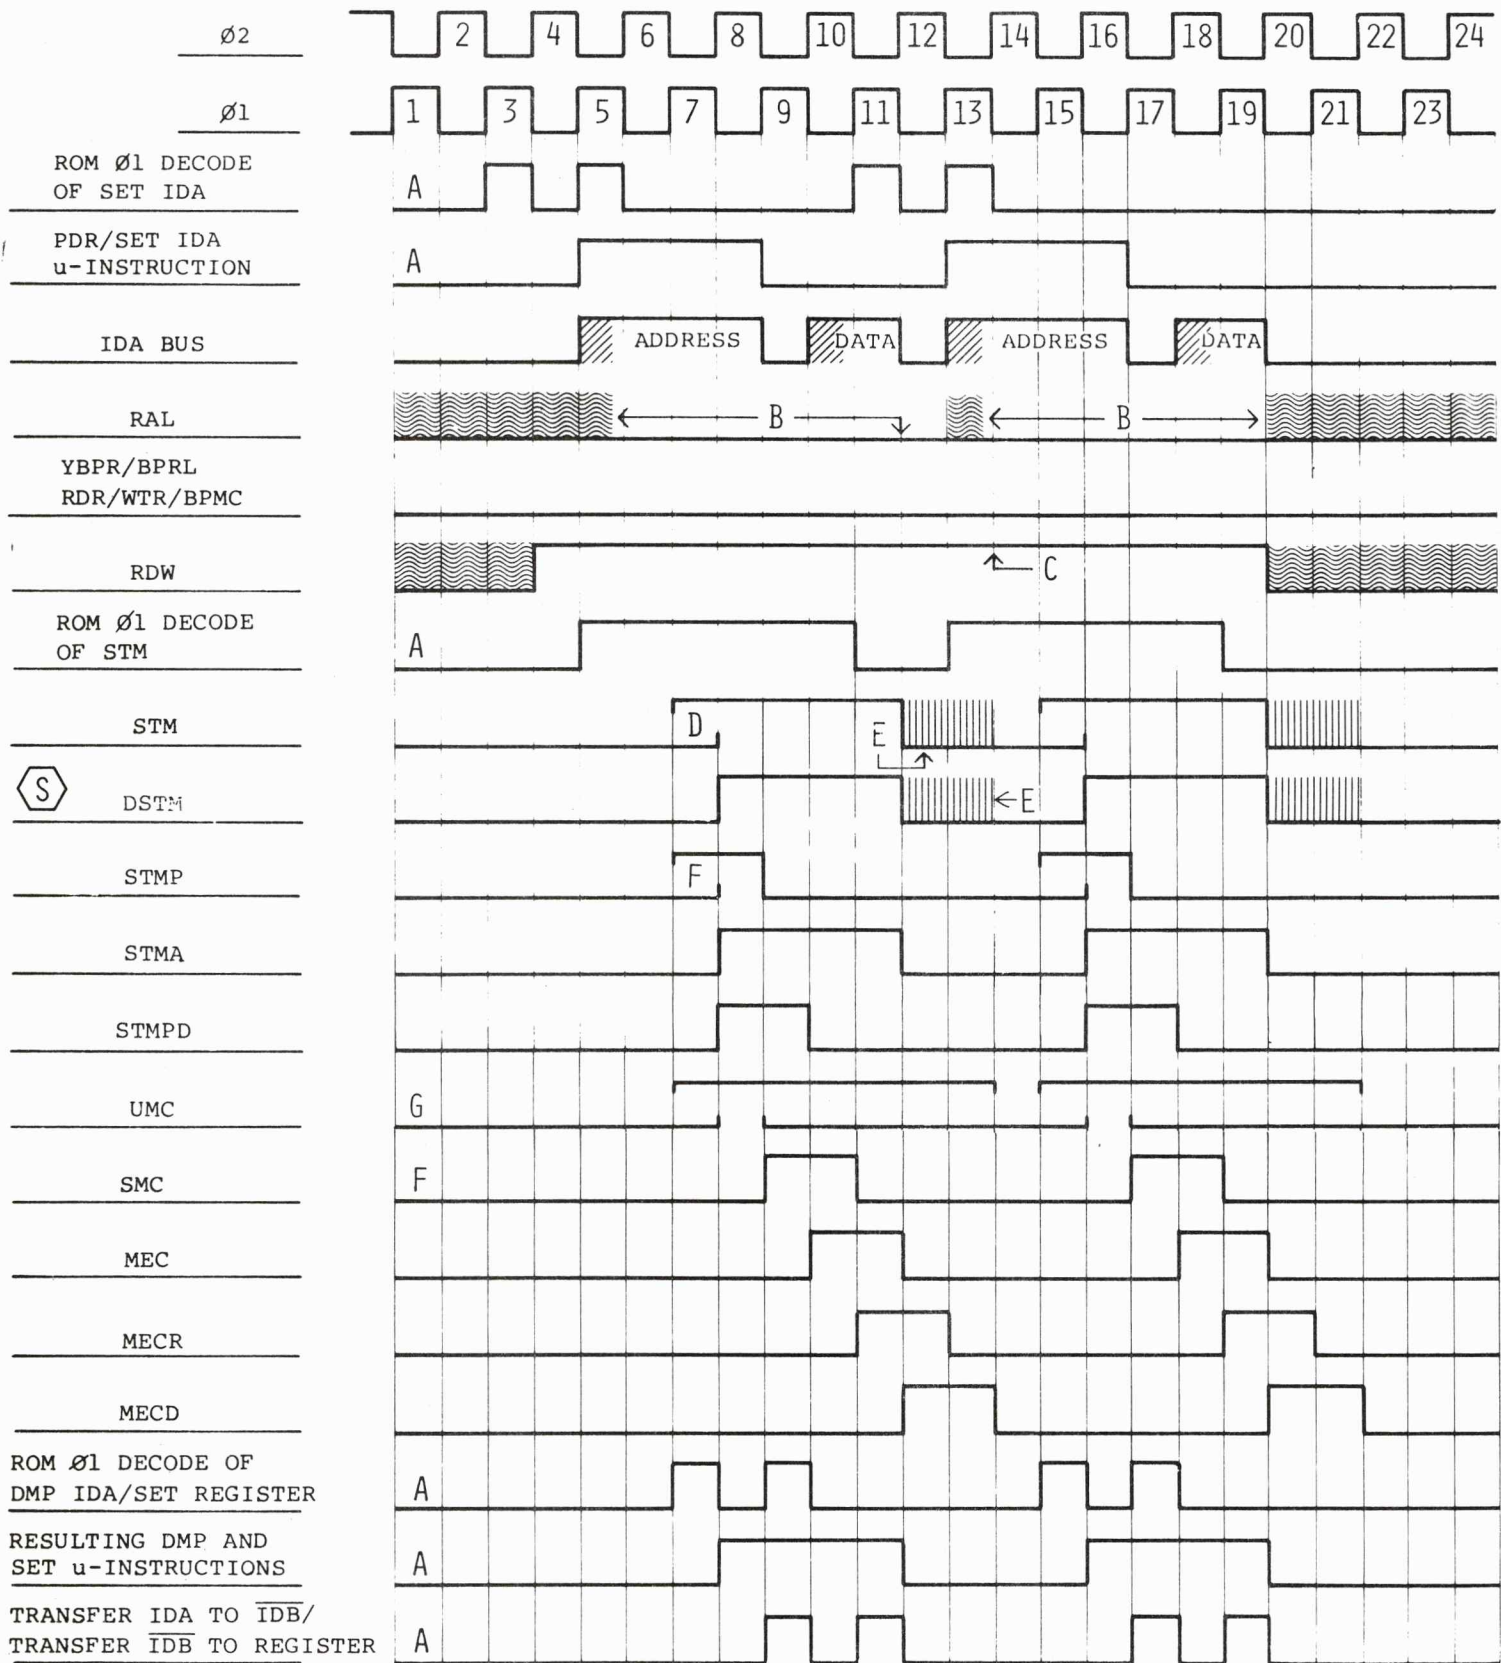 Ø2 2 4 6 8 10 12 14 16 18 20 22 24
Ø1 1 3 5 7 9 11 13 15 17 19 21 23
ROM Ø1 DECODE
OF SET IDA A
PDR/SET IDA
u-INSTRUCTION A
IDA BUS ADDRESS DATA ADDRESS DATA
RAL B B
YBPR/BPRL
RDR/WTR/BPMC
RDW C
ROM Ø1 DECODE
OF STM A
STM D E
S DSTM E
STMP F
STMA
STMPD
UMC G
SMC F
MEC
MECR
MECD
ROM Ø1 DECODE OF
DMP IDA/SET REGISTER A
RESULTING DMP AND
SET u-INSTRUCTIONS A
TRANSFER IDA TO I̅D̅B̅/
TRANSFER I̅D̅B̅ TO REGISTER A